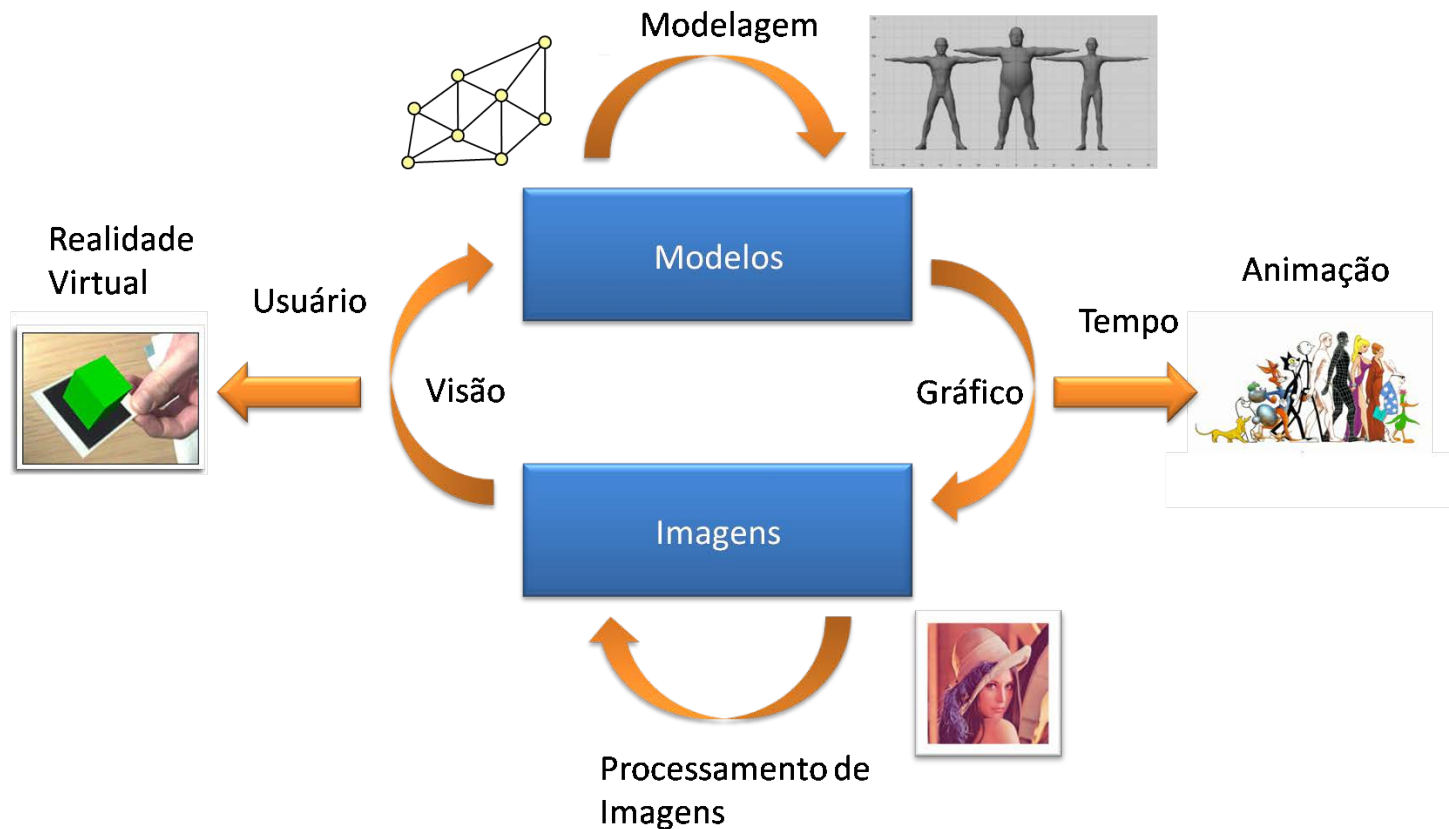 Modelagem
Realidade
Virtual
Usuário
Modelos
Animação
Tempo
Visão
Gráfico
Imagens
Processamento de
Imagens